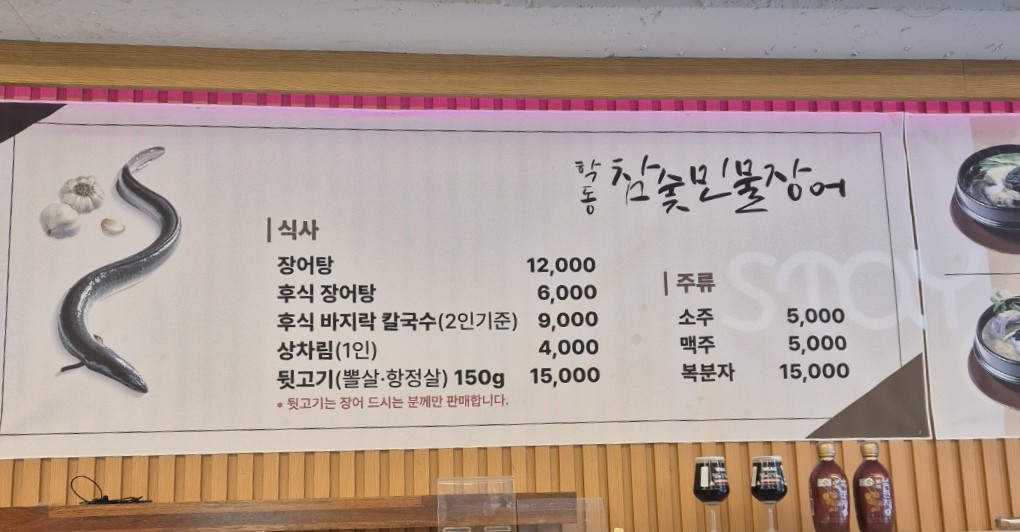 학동 참숯민물장어
식사
장어탕 12,000
후식 장어탕 6,000
후식 바지락 칼국수(2인기준) 9,000
상차림(1인) 4,000
뒷고기(뽈살·항정살) 150g 15,000
* 뒷고기는 장어 드시는 분께만 판매합니다.
주류
소주 5,000
맥주 5,000
복분자 15,000
STQY